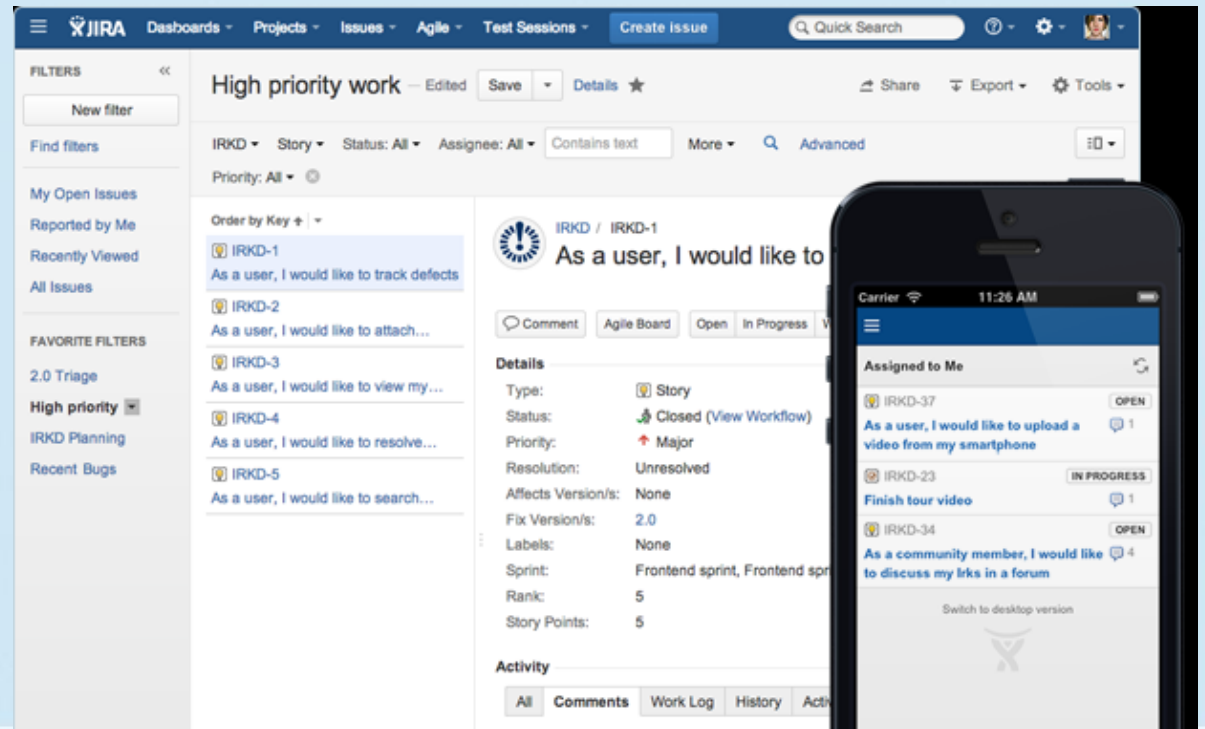 JIRA Dashboards Projects Issues Agile Test Sessions Create issue Quick Search
FILTERS
New filter
Find filters
My Open Issues
Reported by Me
Recently Viewed
All Issues
FAVORITE FILTERS
2.0 Triage
High priority
IRKD Planning
Recent Bugs
High priority work — Edited Save Details Share Export Tools
IRKD Story Status: All Assignee: All Contains text More Advanced
Priority: All
Order by Key
IRKD-1
As a user, I would like to track defects
IRKD-2
As a user, I would like to attach...
IRKD-3
As a user, I would like to view my...
IRKD-4
As a user, I would like to resolve...
IRKD-5
As a user, I would like to search...
IRKD / IRKD-1
As a user, I would like to
Comment Agile Board Open In Progress
Details
Type: Story
Status: Closed (View Workflow)
Priority: Major
Resolution: Unresolved
Affects Version/s: None
Fix Version/s: 2.0
Labels: None
Sprint: Frontend sprint, Frontend spr
Rank: 5
Story Points: 5
Activity
All Comments Work Log History Activ
Carrier 11:26 AM
Assigned to Me
IRKD-37 OPEN
As a user, I would like to upload a 1
video from my smartphone
IRKD-23 IN PROGRESS
Finish tour video 1
IRKD-34 OPEN
As a community member, I would like 4
to discuss my Irks in a forum
Switch to desktop version